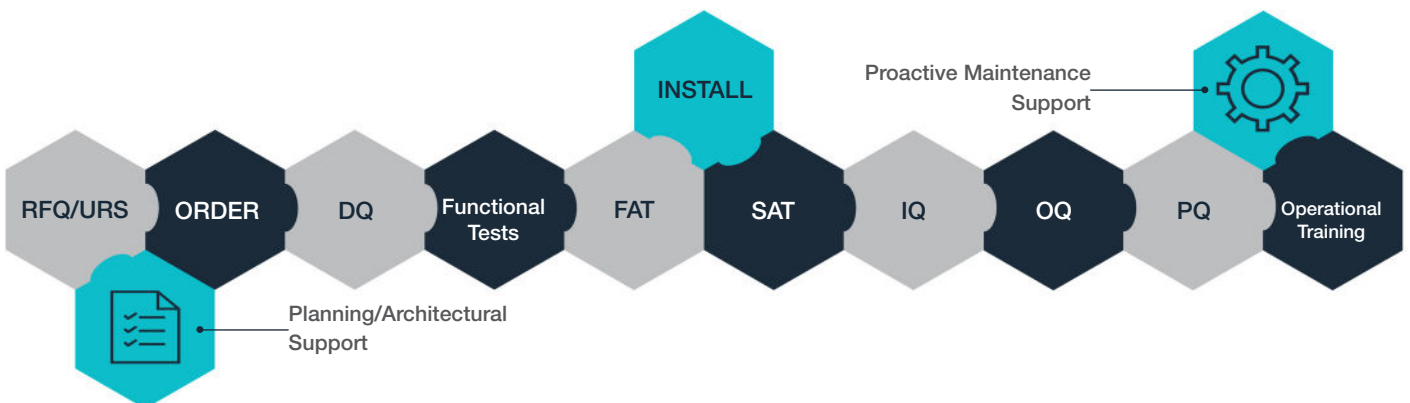 INSTALL
Proactive Maintenance
Support
RFQ/URS
ORDER
DQ
Functional
Tests
FAT
SAT
IQ
OQ
PQ
Operational
Training
Planning/Architectural
Support